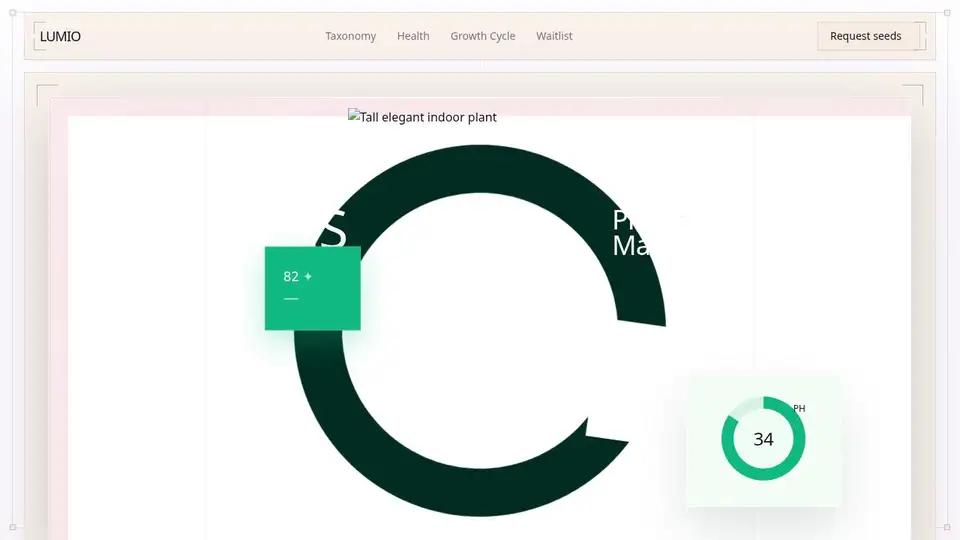 LUMIO
Taxonomy
Health
Growth Cycle
Waitlist
Request seeds
Tall elegant indoor plant
S
82 +
PH
34